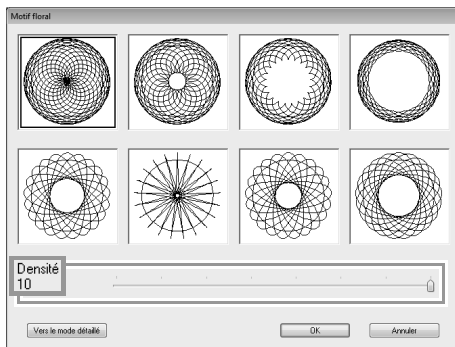 Motif floral
Densité
10
Vers le mode détaillé
OK
Annuler